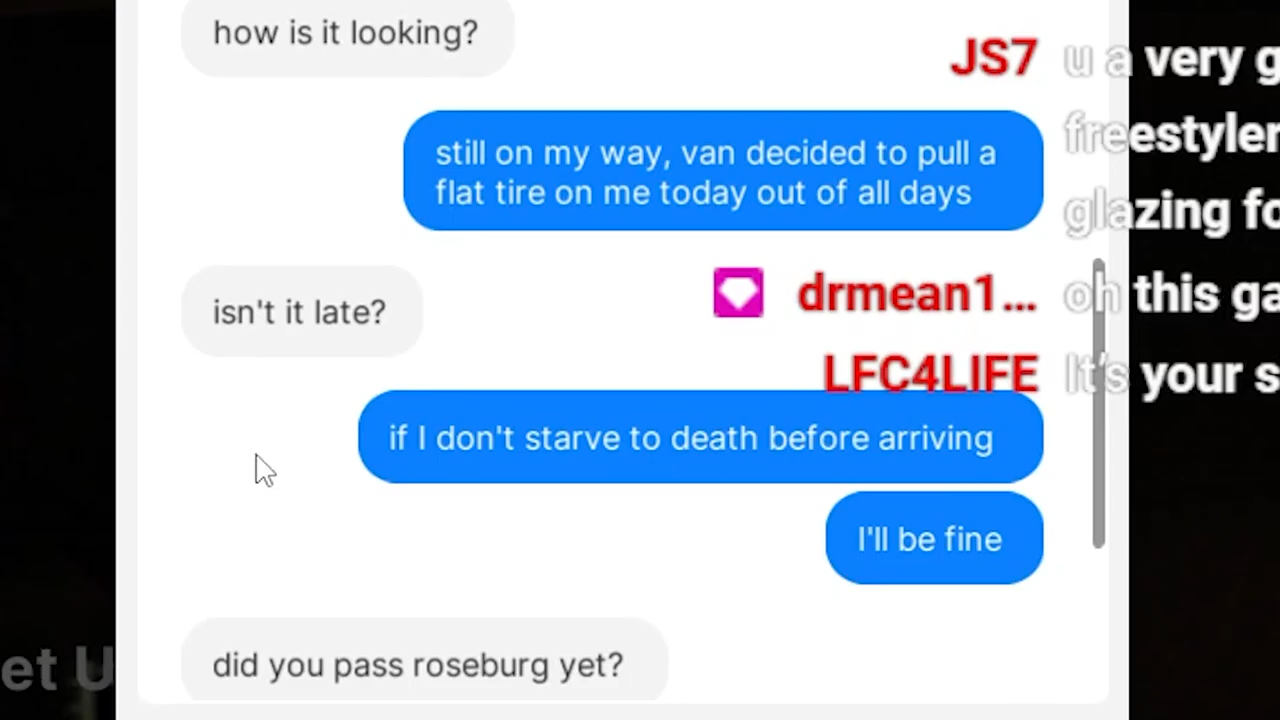 how is it looking?
JS7 u a very g
still on my way, van decided to pull a
flat tire on me today out of all days
freestyler
glazing fo
isn't it late?
drmean1... oh this ga
LFC4LIFE It's your s
if I don't starve to death before arriving
I'll be fine
did you pass roseburg yet?
et U